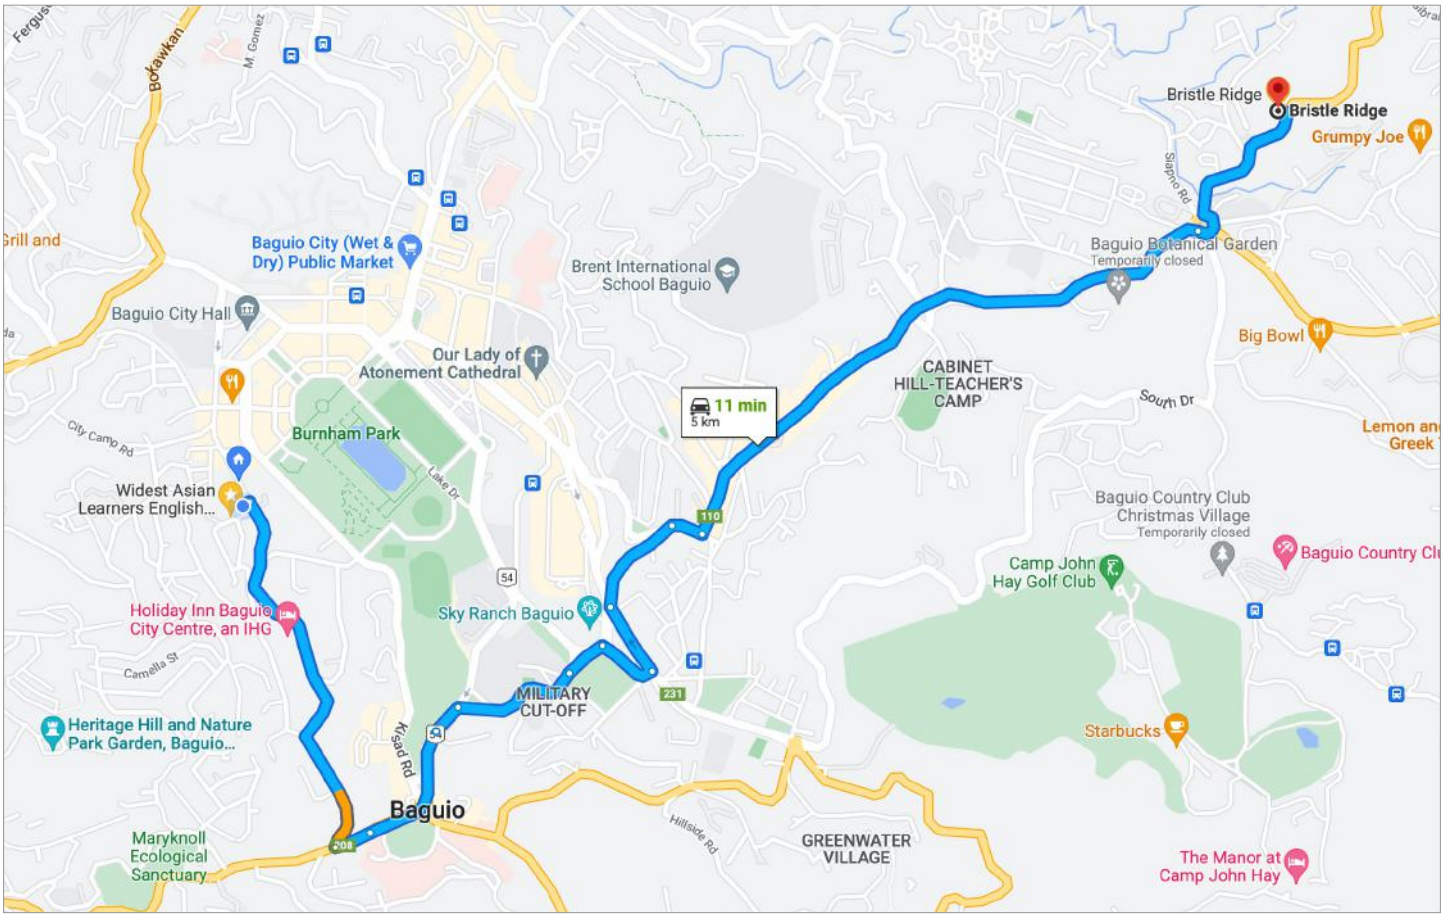 Bokawkan
M. Gomez
Bristle Ridge
Bristle Ridge
Grumpy Joe
Siapno Rd
Grill and
Baguio City (Wet &
Dry) Public Market
Brent International
School Baguio
Baguio Botanical Garden
Temporarily closed
Baguio City Hall
Our Lady of
Atonement Cathedral
Big Bowl
CABINET
HILL-TEACHER'S
CAMP
11 min
5 km
South Dr
City Camp Rd
Burnham Park
Lake Dr
Lemon and
Greek
Widest Asian
Learners English...
Baguio Country Club
Christmas Village
Temporarily closed
110
Camp John
Hay Golf Club
54
Holiday Inn Baguio
City Centre, an IHG
Sky Ranch Baguio
Camella St
MILITARY
CUT-OFF
231
Heritage Hill and Nature
Park Garden, Baguio...
54
Kisad Rd
Starbucks
Baguio
208
Hillside Rd
Maryknoll
Ecological
Sanctuary
GREENWATER
VILLAGE
The Manor at
Camp John Hay